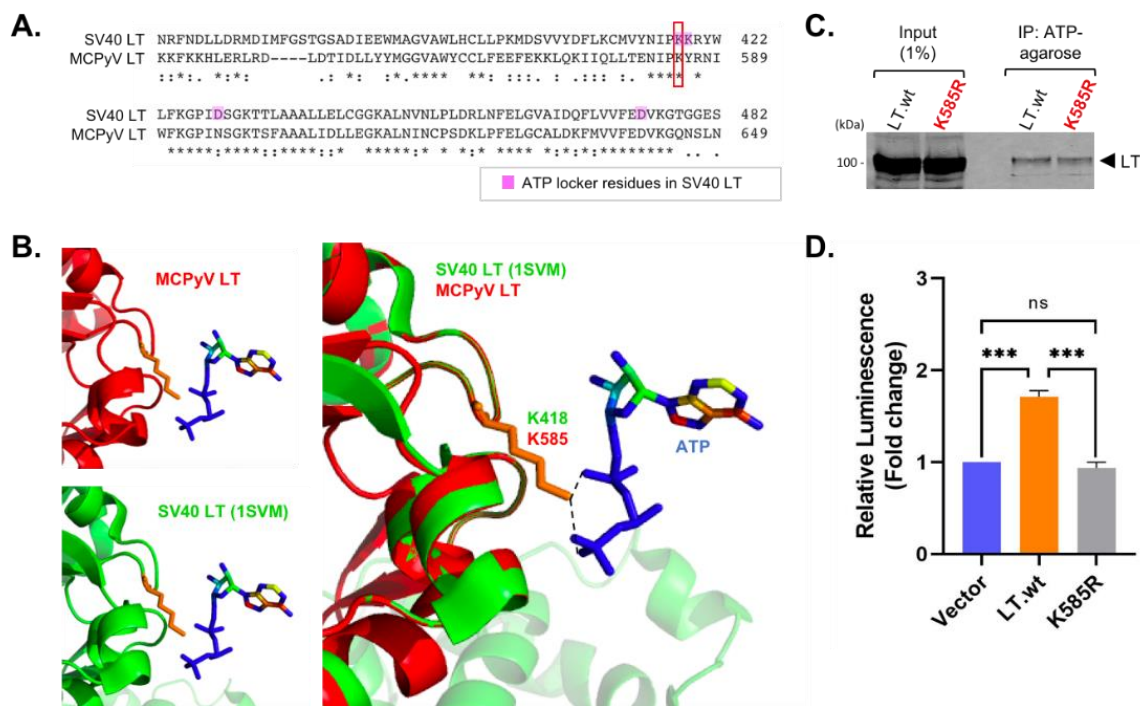 A.
SV40 LT NRFNDLLDRMDIMFGSTGSADIEEWMAGVAWLHCLLPKMDSVVYDFLKCMVYNIPKKRYW 422
MCPyV LT KKFKKHLERLRD----LDTIDLLYYMGGVAWYCCLFEEFEKKLQKIIQLLTENIPKYRNI 589
SV40 LT LFKGPIDSGKTTLAAALLELCGGKALNVNLPLDRLNFELGVAIDQFLVVFEDVKGTGGES 482
MCPyV LT WFKGPINSGKTSFAAALIDLLEGKALNINCPSDKLPFELGCALDKFMVVFEDVKGQNSLN 649
ATP locker residues in SV40 LT
B.
MCPyV LT
SV40 LT (1SVM)
SV40 LT (1SVM)
MCPyV LT
K418
K585
ATP
C.
Input
(1%)
IP: ATP-
agarose
LT.wt
K585R
LT.wt
K585R
(kDa)
100 -
LT
D.
Relative Luminescence
(Fold change)
3
2
1
0
ns
***
***
Vector
LT.wt
K585R